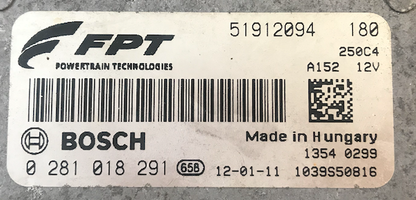 FPT 51912094 180
250C4
POWERTRAIN TECHNOLOGIES A152 12V
BOSCH Made in Hungary
1354 0299
0 281 018 291 65B 12-01-11 1039S50816